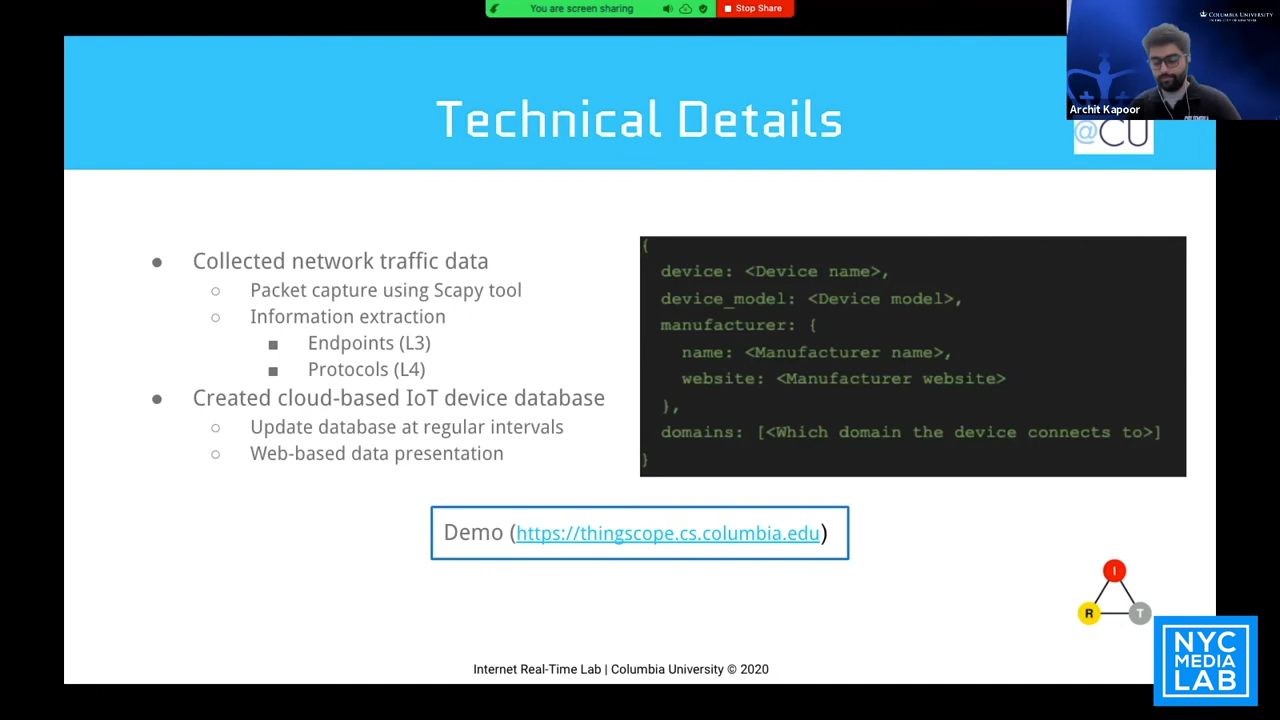 You are screen sharing
Stop Share
COLUMBIA UNIVERSITY
Archit Kapoor
Technical Details
@CU
Collected network traffic data
Packet capture using Scapy tool
Information extraction
Endpoints (L3)
Protocols (L4)
Created cloud-based IoT device database
Update database at regular intervals
Web-based data presentation
{
device: <Device name>,
device_model: <Device model>,
manufacturer: {
name: <Manufacturer name>,
website: <Manufacturer website>
},
domains: [<Which domain the device connects to>]
}
Demo (https://thingscope.cs.columbia.edu)
I
R T
Internet Real-Time Lab | Columbia University © 2020
NYC
MEDIA
LAB